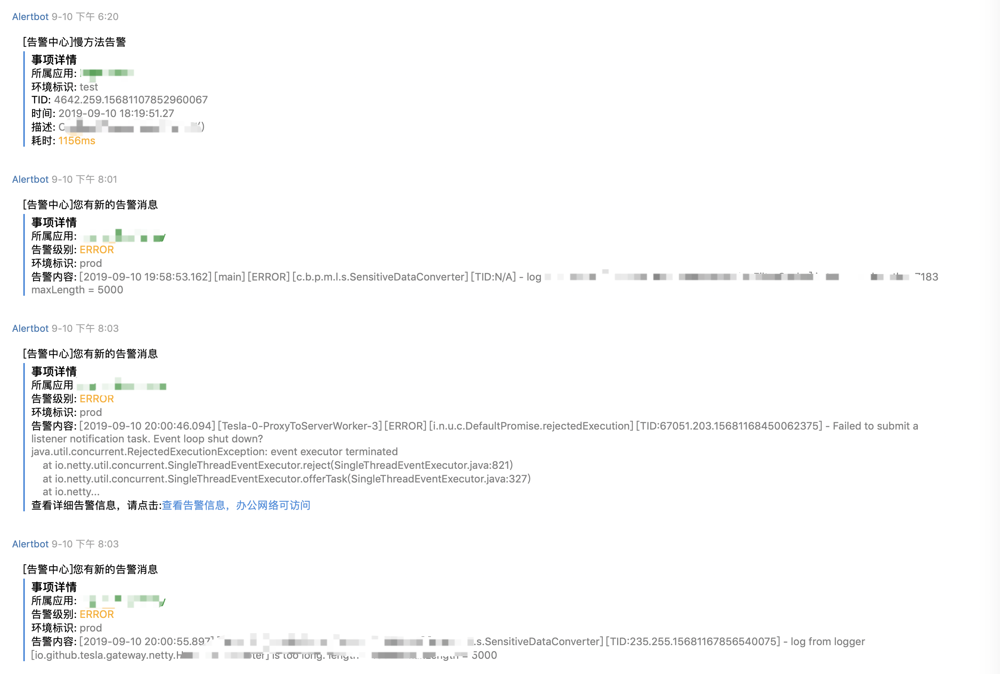 Alertbot 9-10 下午 6:20
[告警中心]慢方法告警
事项详情
所属应用:
环境标识: test
TID: 4642.259.15681107852960067
时间: 2019-09-10 18:19:51.27
描述: C )
耗时: 1156ms
Alertbot 9-10 下午 8:01
[告警中心]您有新的告警消息
事项详情
所属应用:
告警级别: ERROR
环境标识: prod
告警内容: [2019-09-10 19:58:53.162] [main] [ERROR] [c.b.p.m.l.s.SensitiveDataConverter] [TID:N/A] - log 7183
maxLength = 5000
Alertbot 9-10 下午 8:03
[告警中心]您有新的告警消息
事项详情
所属应用
告警级别: ERROR
环境标识: prod
告警内容: [2019-09-10 20:00:46.094] [Tesla-0-ProxyToServerWorker-3] [ERROR] [i.n.u.c.DefaultPromise.rejectedExecution] [TID:67051.203.15681168450062375] - Failed to submit a
listener notification task. Event loop shut down?
java.util.concurrent.RejectedExecutionException: event executor terminated
at io.netty.util.concurrent.SingleThreadEventExecutor.reject(SingleThreadEventExecutor.java:821)
at io.netty.util.concurrent.SingleThreadEventExecutor.offerTask(SingleThreadEventExecutor.java:327)
at io.netty...
查看详细告警信息，请点击:查看告警信息，办公网络可访问
Alertbot 9-10 下午 8:03
[告警中心]您有新的告警消息
事项详情
所属应用:
告警级别: ERROR
环境标识: prod
告警内容: [2019-09-10 20:00:55.897] .s.SensitiveDataConverter] [TID:235.255.15681167856540075] - log from logger
[io.github.tesla.gateway.netty.H oter] is too long. length = 5000